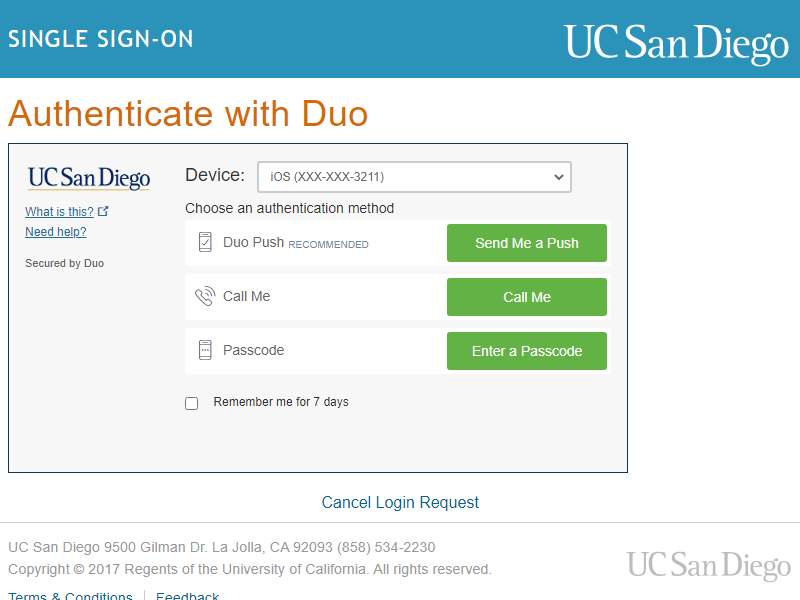 SINGLE SIGN-ON
UC San Diego
Authenticate with Duo
UC San Diego
What is this?
Need help?
Secured by Duo
Device: iOS (XXX-XXX-3211)
Choose an authentication method
Duo Push RECOMMENDED Send Me a Push
Call Me Call Me
Passcode Enter a Passcode
Remember me for 7 days
Cancel Login Request
UC San Diego 9500 Gilman Dr. La Jolla, CA 92093 (858) 534-2230
Copyright © 2017 Regents of the University of California. All rights reserved.
UC San Diego
Terms & Conditions Feedback